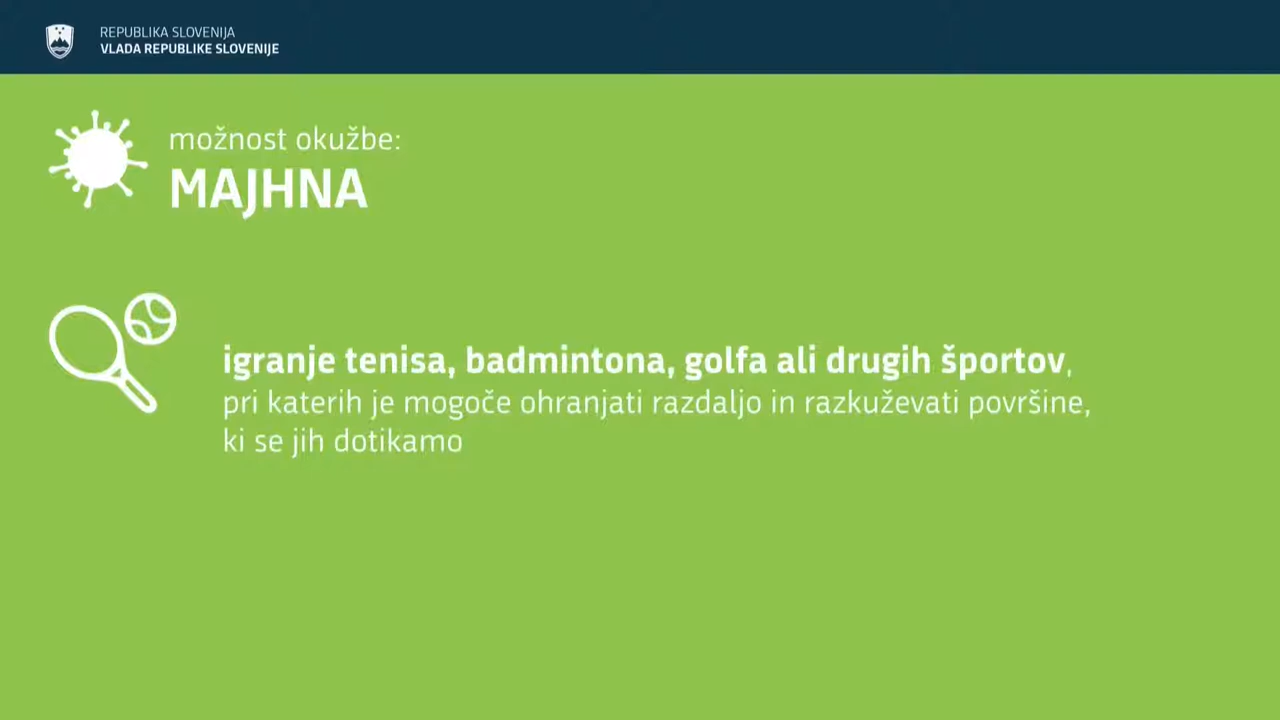 REPUBLIKA SLOVENIJA
VLADA REPUBLIKE SLOVENIJE
možnost okužbe:
MAJHNA
igranje tenisa, badmintona, golfa ali drugih športov,
pri katerih je mogoče ohranjati razdaljo in razkuževati površine,
ki se jih dotikamo